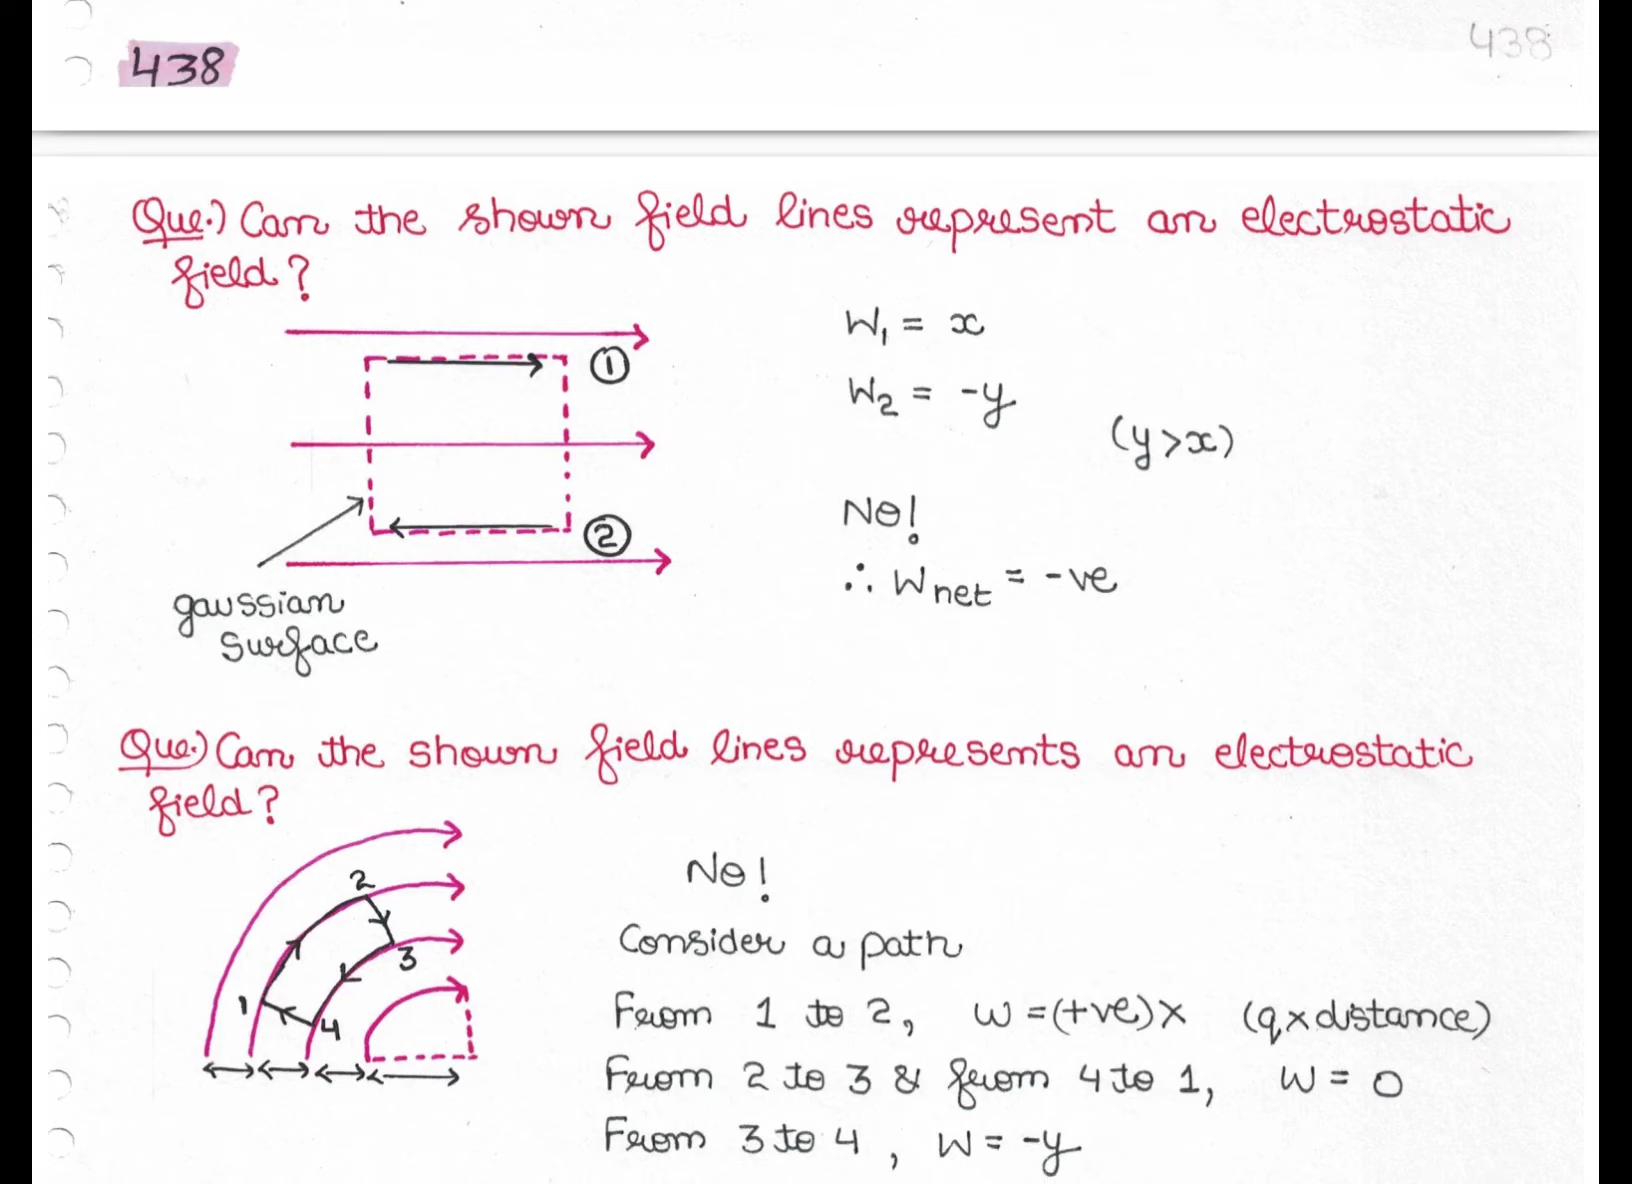 438
438
Que.) Can the shown field lines represent an electrostatic
field?
W₁ = x
①
W₂ = -y
(y>x)
No!
②
∴ Wnet = -ve
gaussian
surface
Que.) Can the shown field lines represents an electrostatic
field?
No!
2
Consider a path
3
1
4
From 1 to 2, W =(+ve)x (q x distance)
From 2 to 3 & from 4 to 1, W = 0
From 3 to 4, W = -y